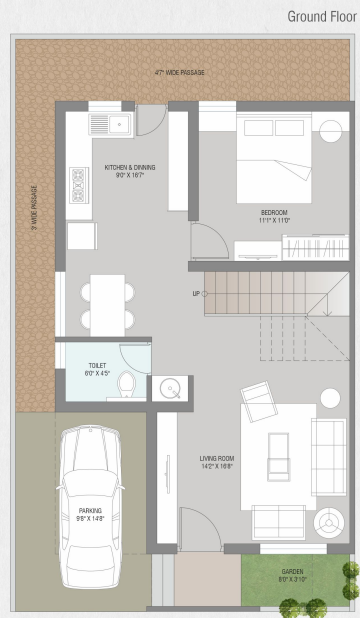 Ground Floor
4'7" WIDE PASSAGE
3' WIDE PASSAGE
KITCHEN & DINNING
9'0" X 16'7"
BEDROOM
11'1" X 11'0"
UP
TOILET
6'0" X 4'5"
LIVING ROOM
14'2" X 16'8"
PARKING
9'8" X 14'8"
GARDEN
8'0" X 3'10"